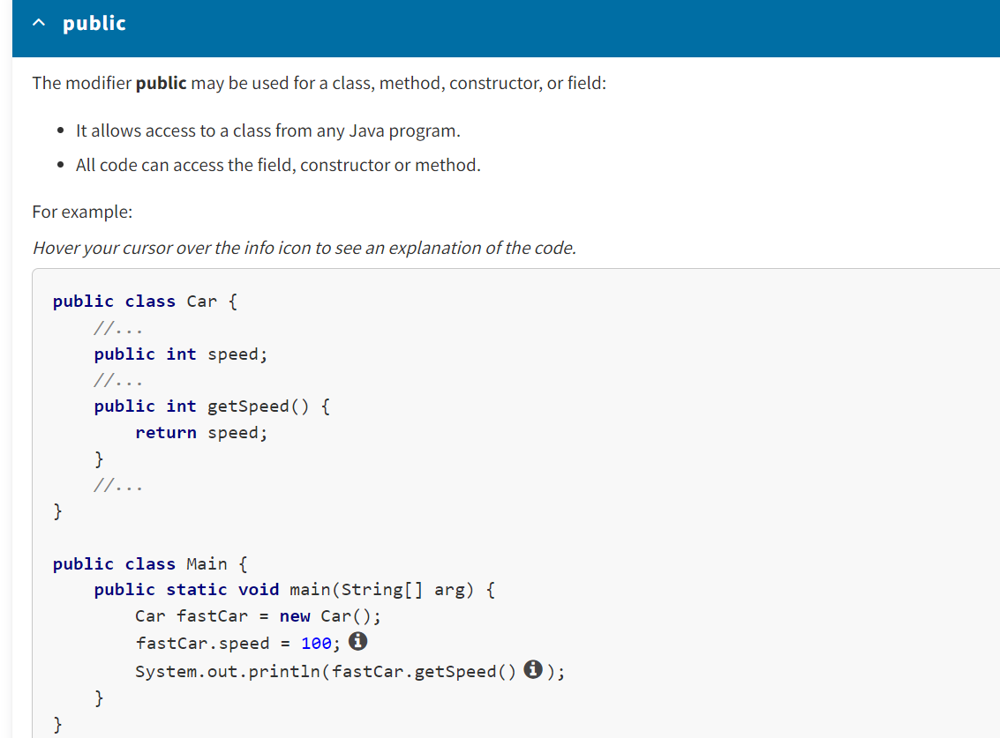 public
The modifier public may be used for a class, method, constructor, or field:
• It allows access to a class from any Java program.
• All code can access the field, constructor or method.
For example:
Hover your cursor over the info icon to see an explanation of the code.
public class Car {
    //...
    public int speed;
    //...
    public int getSpeed() {
        return speed;
    }
    //...
}

public class Main {
    public static void main(String[] arg) {
        Car fastCar = new Car();
        fastCar.speed = 100; i
        System.out.println(fastCar.getSpeed() i );
    }
}